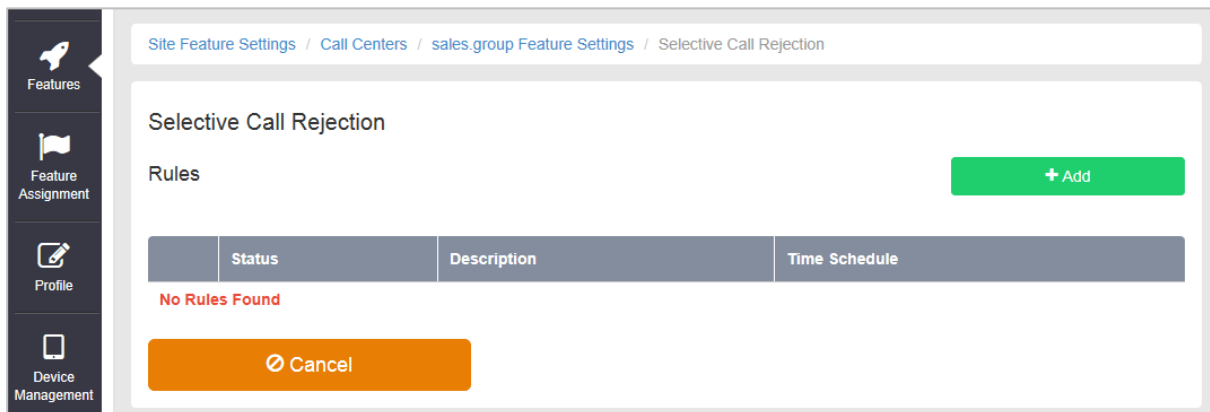 Features
Feature
Assignment
Profile
Device
Management
Site Feature Settings / Call Centers / sales.group Feature Settings / Selective Call Rejection
Selective Call Rejection
Rules
+ Add
Status Description Time Schedule
No Rules Found
Cancel